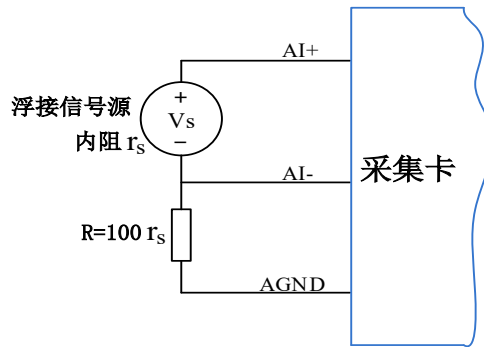 AI+
浮接信号源
内阻 rs
+
Vs
−
采集卡
AI-
R=100 rs
AGND